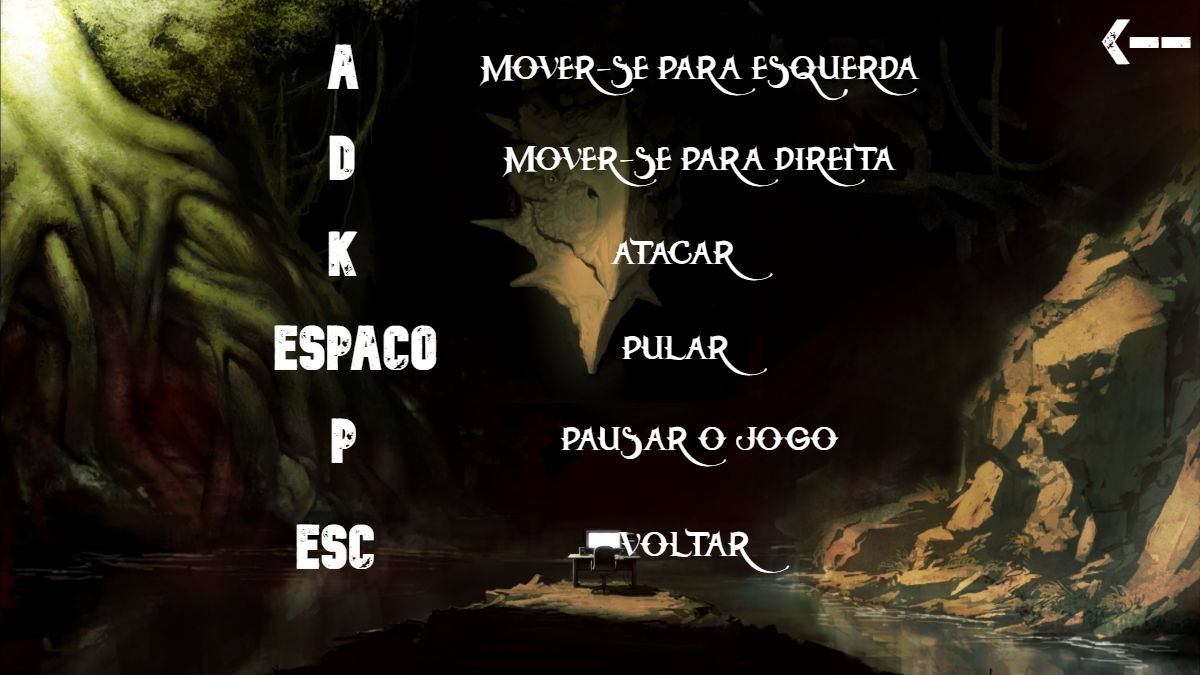 A MOVER-SE PARA ESQUERDA
D MOVER-SE PARA DIREITA
K ATACAR
ESPACO PULAR
P PAUSAR O JOGO
ESC VOLTAR